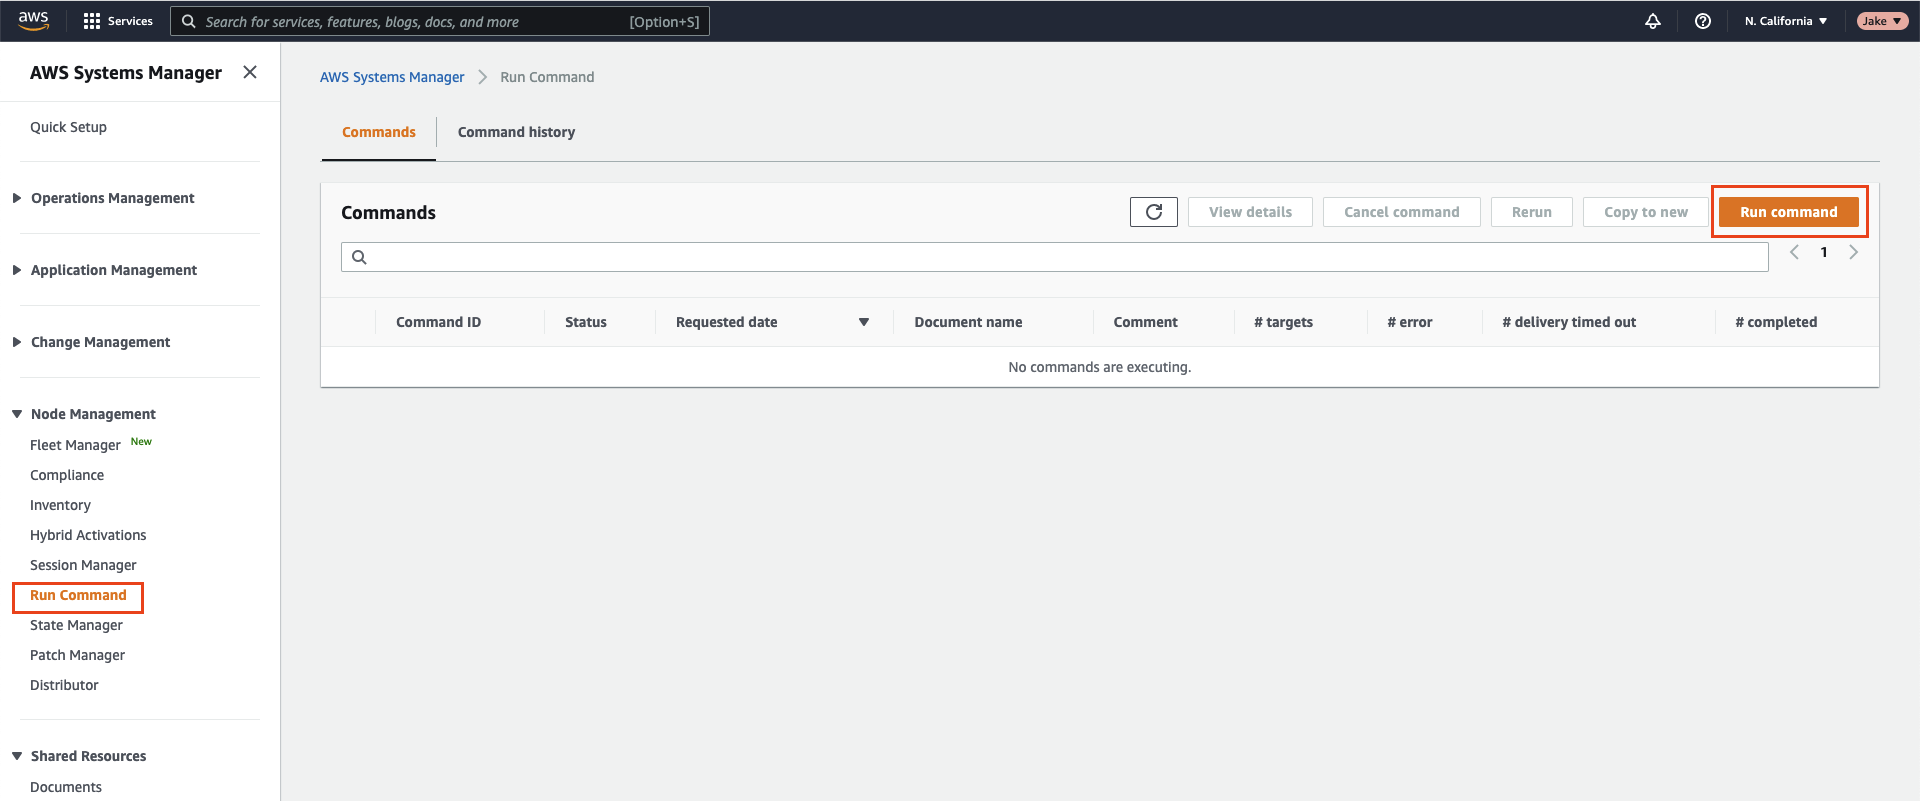 aws
Services
Search for services, features, blogs, docs, and more
[Option+S]
N. California
Jake
AWS Systems Manager
Quick Setup
Operations Management
Application Management
Change Management
Node Management
Fleet Manager New
Compliance
Inventory
Hybrid Activations
Session Manager
Run Command
State Manager
Patch Manager
Distributor
Shared Resources
Documents
AWS Systems Manager > Run Command
Commands
Command history
Commands
View details
Cancel command
Rerun
Copy to new
Run command
1
Command ID
Status
Requested date
Document name
Comment
# targets
# error
# delivery timed out
# completed
No commands are executing.